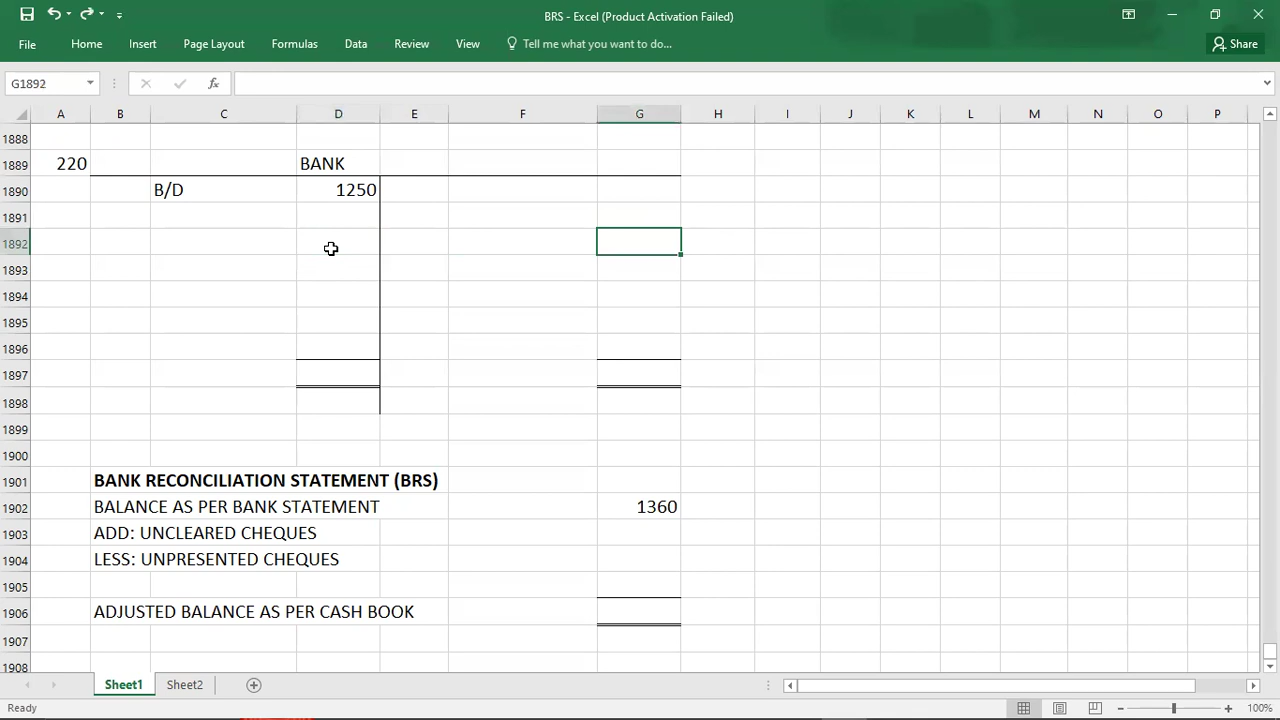 BRS - Excel (Product Activation Failed)
File Home Insert Page Layout Formulas Data Review View Tell me what you want to do... Share
G1892 fx
A B C D E F G H I J K L M N O P
1888
1889 220 BANK
1890 B/D 1250
1891
1892
1893
1894
1895
1896
1897
1898
1899
1900
1901 BANK RECONCILIATION STATEMENT (BRS)
1902 BALANCE AS PER BANK STATEMENT 1360
1903 ADD: UNCLEARED CHEQUES
1904 LESS: UNPRESENTED CHEQUES
1905
1906 ADJUSTED BALANCE AS PER CASH BOOK
1907
1908
Sheet1 Sheet2
Ready 100%